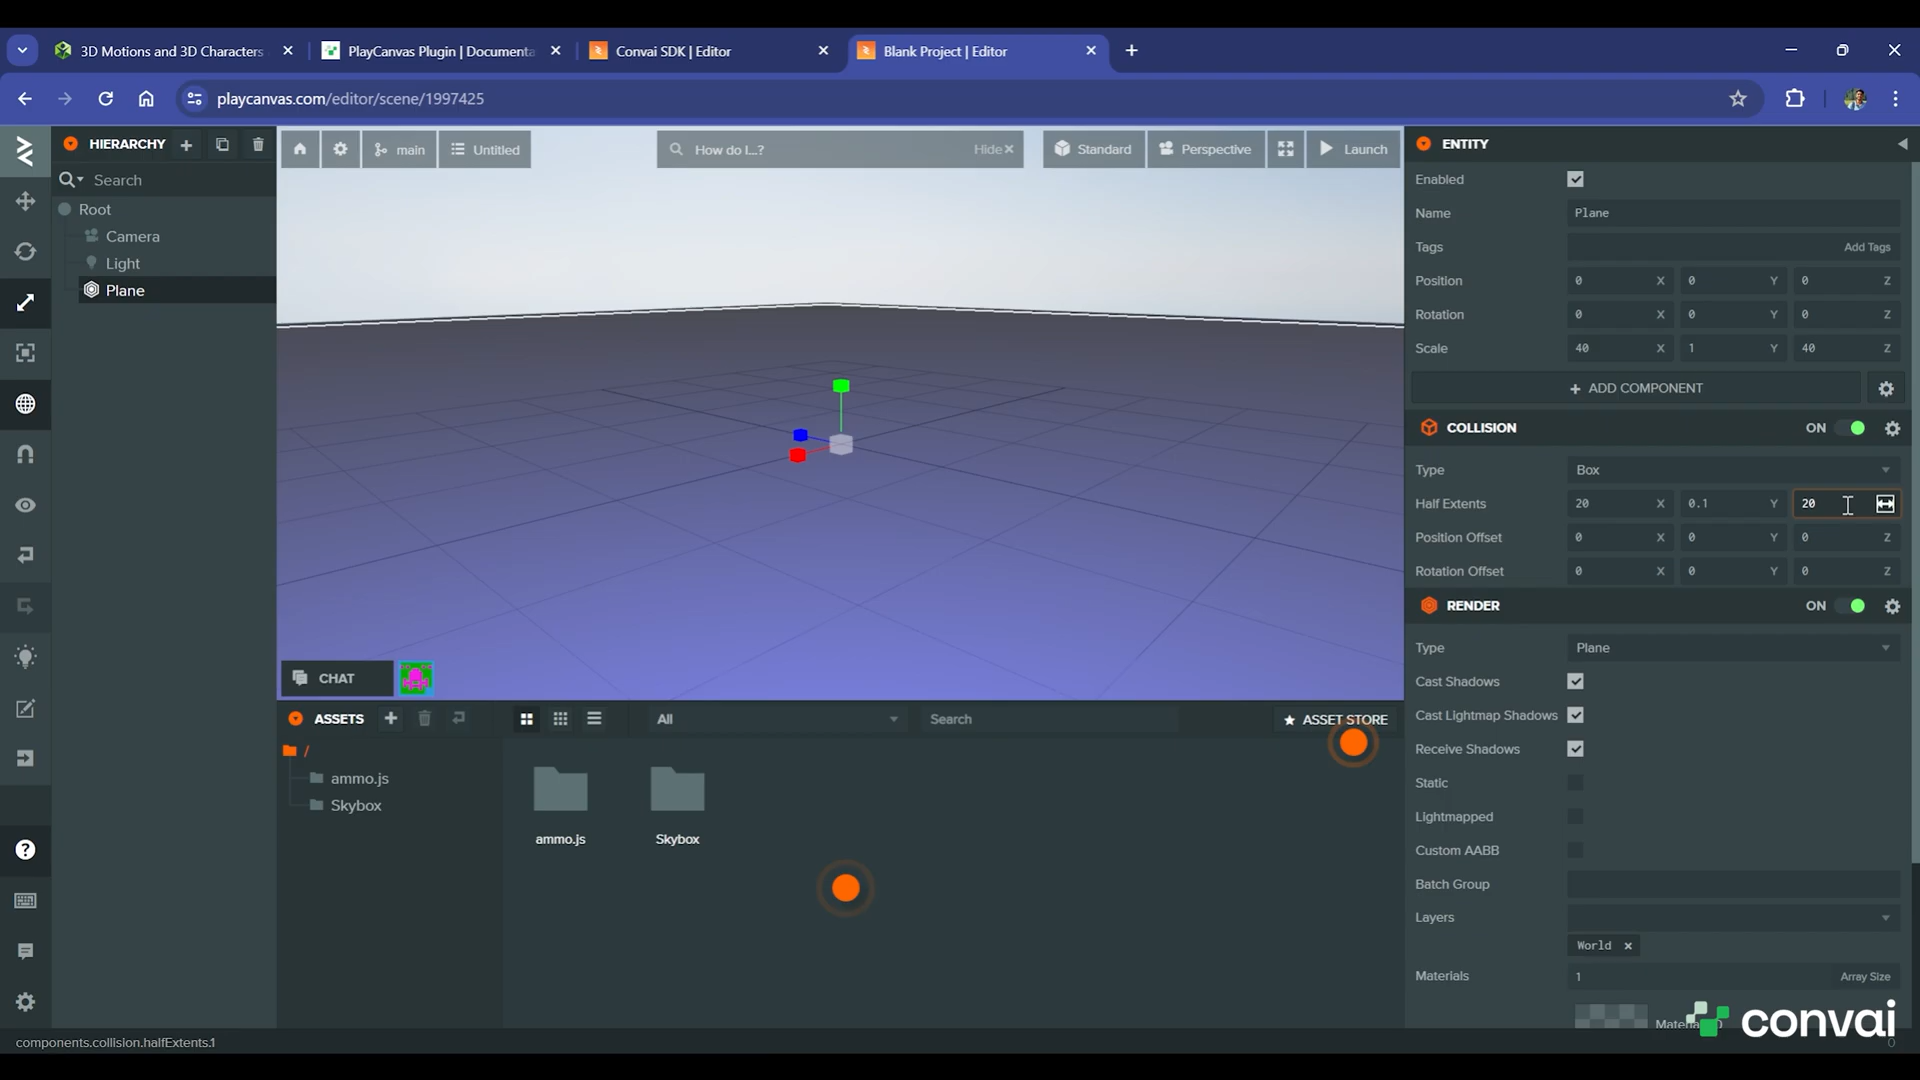 3D Motions and 3D Characters
PlayCanvas Plugin | Documenta
Convai SDK | Editor
Blank Project | Editor
playcanvas.com/editor/scene/1997425
HIERARCHY
Search
Root
Camera
Light
Plane
main
Untitled
How do I...?
Hide
Standard
Perspective
Launch
CHAT
ASSETS
All
Search
ASSET STORE
/
ammo.js
Skybox
ammo.js
Skybox
ENTITY
Enabled
Name Plane
Tags Add Tags
Position 0 X 0 Y 0 Z
Rotation 0 X 0 Y 0 Z
Scale 40 X 1 Y 40 Z
+ ADD COMPONENT
COLLISION ON
Type Box
Half Extents 20 X 0.1 Y 20
Position Offset 0 X 0 Y 0 Z
Rotation Offset 0 X 0 Y 0 Z
RENDER ON
Type Plane
Cast Shadows
Cast Lightmap Shadows
Receive Shadows
Static
Lightmapped
Custom AABB
Batch Group
Layers
World
Materials 1 Array Size
convai
components.collision.halfExtents.1
0